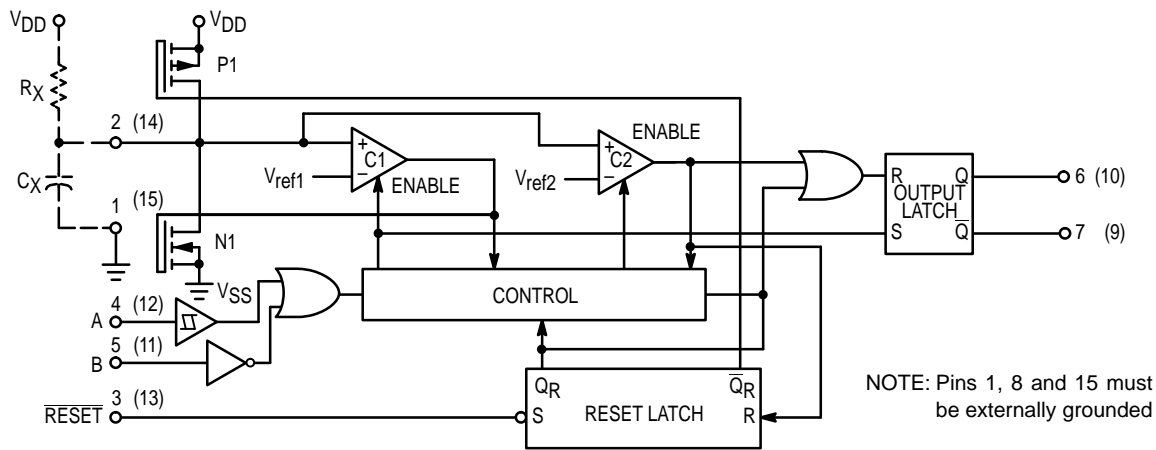 VDD
VDD
P1
RX
2 (14)
ENABLE
+
C1
–
+
C2
–
Vref1
ENABLE
Vref2
CX
1 (15)
R
OUTPUT
LATCH
Q
6 (10)
S
Q̅
7 (9)
N1
VSS
CONTROL
4 (12)
A
5 (11)
B
3 (13)
RESET
QR
Q̅R
S
RESET LATCH
R
NOTE: Pins 1, 8 and 15 must
be externally grounded